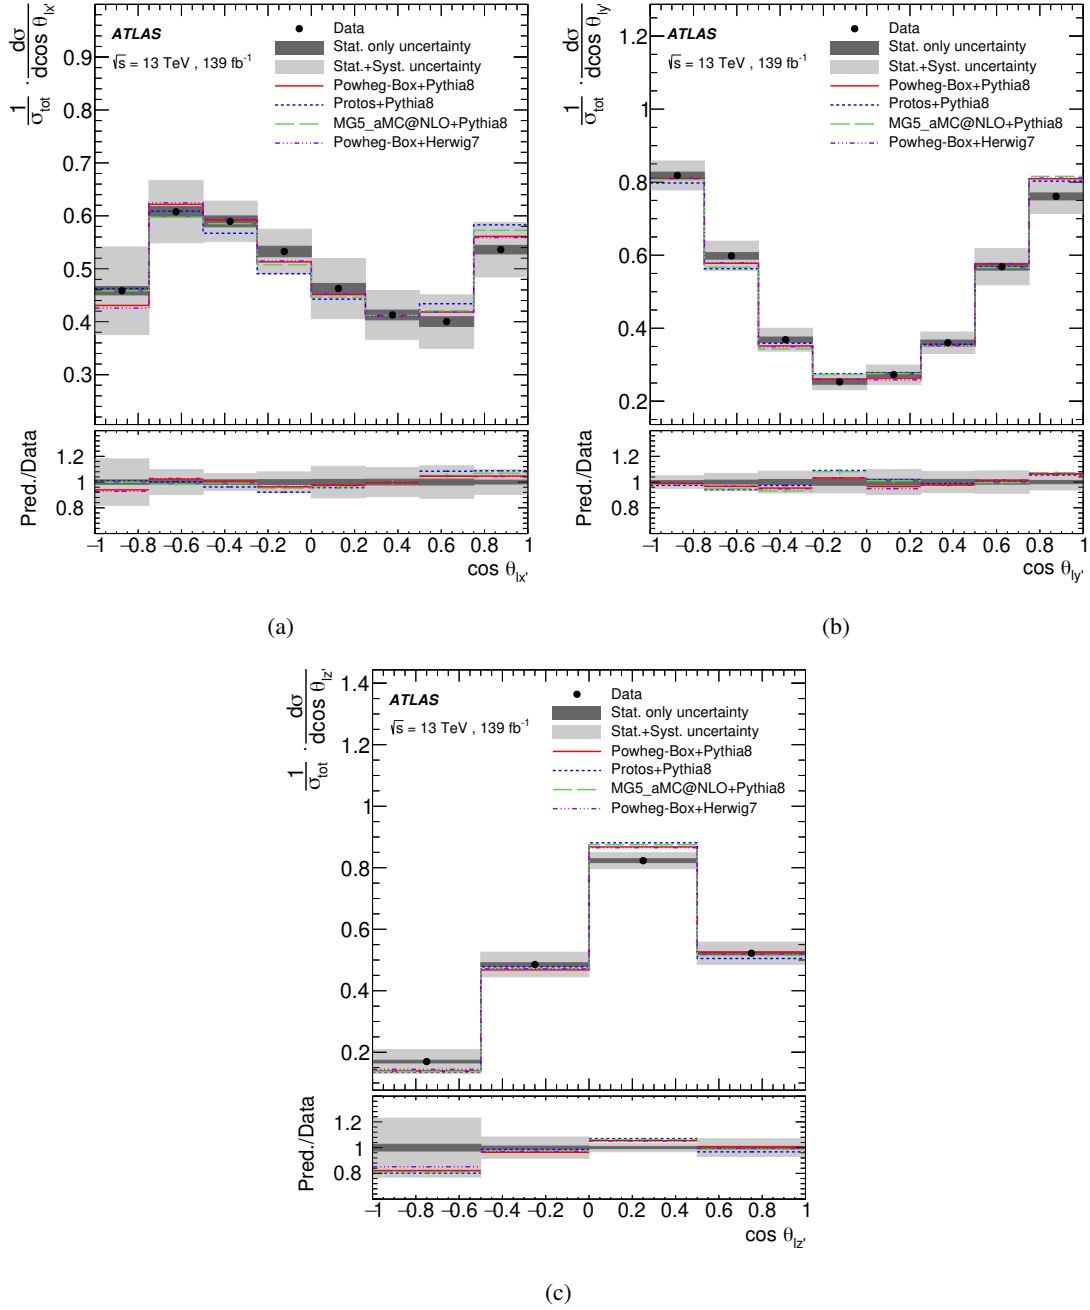 1/σtot · dσ/dcos θlx'
ATLAS
√s = 13 TeV , 139 fb-1
Data
Stat. only uncertainty
Stat.+Syst. uncertainty
Powheg-Box+Pythia8
Protos+Pythia8
MG5_aMC@NLO+Pythia8
Powheg-Box+Herwig7
0.9
0.8
0.7
0.6
0.5
0.4
0.3
Pred./Data
1.2
1
0.8
−1 −0.8 −0.6 −0.4 −0.2 0 0.2 0.4 0.6 0.8 1
cos θlx'
(a)
1/σtot · dσ/dcos θly'
ATLAS
√s = 13 TeV , 139 fb-1
Data
Stat. only uncertainty
Stat.+Syst. uncertainty
Powheg-Box+Pythia8
Protos+Pythia8
MG5_aMC@NLO+Pythia8
Powheg-Box+Herwig7
1.2
1
0.8
0.6
0.4
0.2
Pred./Data
1.2
1
0.8
−1 −0.8 −0.6 −0.4 −0.2 0 0.2 0.4 0.6 0.8 1
cos θly'
(b)
1/σtot · dσ/dcos θlz'
ATLAS
√s = 13 TeV , 139 fb-1
Data
Stat. only uncertainty
Stat.+Syst. uncertainty
Powheg-Box+Pythia8
Protos+Pythia8
MG5_aMC@NLO+Pythia8
Powheg-Box+Herwig7
1.4
1.2
1
0.8
0.6
0.4
0.2
Pred./Data
1.2
1
0.8
−1 −0.8 −0.6 −0.4 −0.2 0 0.2 0.4 0.6 0.8 1
cos θlz'
(c)